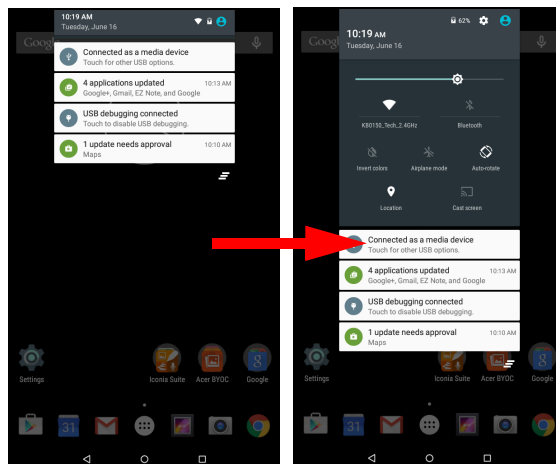 10:19 AM
Tuesday, June 16
Google
Connected as a media device
Touch for other USB options.
4 applications updated 10:13 AM
Google+, Gmail, EZ Note, and Google
USB debugging connected
Touch to disable USB debugging.
1 update needs approval 10:10 AM
Maps
Settings
Iconia Suite
Acer BYOC
Google
31
8
62%
10:19 AM
Tuesday, June 16
Googl
KB0150_Tech_2.4GHz
Bluetooth
Invert colors
Airplane mode
Auto-rotate
Location
Cast screen
Connected as a media device
Touch for other USB options.
4 applications updated 10:13 AM
Google+, Gmail, EZ Note, and Google
USB debugging connected
Touch to disable USB debugging.
1 update needs approval 10:10 AM
Maps
Settings
Iconia Suite
Acer BYOC
Google
31
8